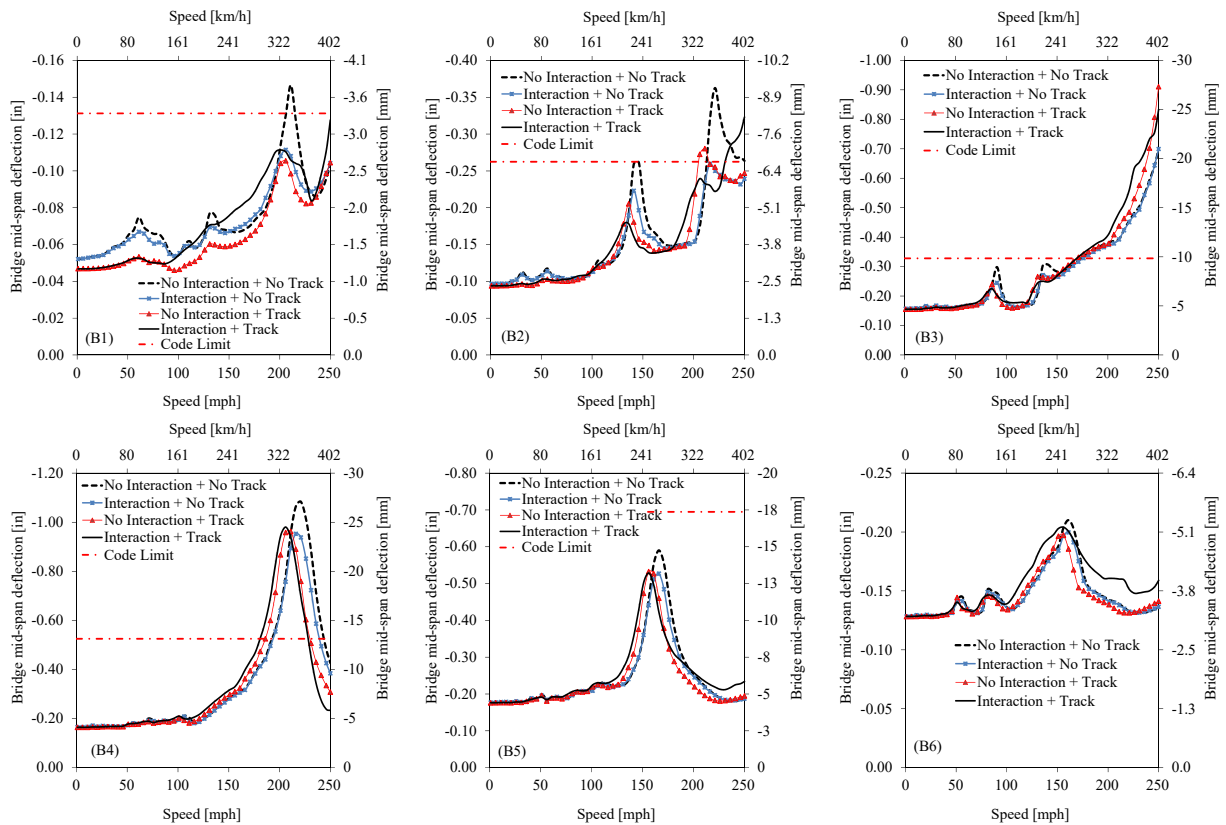 Speed [km/h]
0 80 161 241 322 402
-0.16 -0.14 -0.12 -0.10 -0.08 -0.06 -0.04 -0.02 0.00
Bridge mid-span deflection [in]
-4.1 -3.6 -3.0 -2.5 -2.0 -1.5 -1.0 -0.5 0.0
Bridge mid-span deflection [mm]
No Interaction + No Track
Interaction + No Track
No Interaction + Track
Interaction + Track
Code Limit
(B1)
0 50 100 150 200 250
Speed [mph]
Speed [km/h]
0 80 161 241 322 402
-0.40 -0.35 -0.30 -0.25 -0.20 -0.15 -0.10 -0.05 0.00
Bridge mid-span deflection [in]
-10.2 -8.9 -7.6 -6.4 -5.1 -3.8 -2.5 -1.3 0.0
Bridge mid-span deflection [mm]
No Interaction + No Track
Interaction + No Track
No Interaction + Track
Interaction + Track
Code Limit
(B2)
0 50 100 150 200 250
Speed [mph]
Speed [km/h]
0 80 161 241 322 402
-1.00 -0.90 -0.80 -0.70 -0.60 -0.50 -0.40 -0.30 -0.20 -0.10 0.00
Bridge mid-span deflection [in]
-30 -25 -20 -15 -10 -5 0
Bridge mid-span deflection [mm]
No Interaction + No Track
Interaction + No Track
No Interaction + Track
Interaction + Track
Code Limit
(B3)
0 50 100 150 200 250
Speed [mph]
Speed [km/h]
0 80 161 241 322 402
-1.20 -1.00 -0.80 -0.60 -0.40 -0.20 0.00
Bridge mid-span deflection [in]
-30 -25 -20 -15 -10 -5 0
Bridge mid-span deflection [mm]
No Interaction + No Track
Interaction + No Track
No Interaction + Track
Interaction + Track
Code Limit
(B4)
0 50 100 150 200 250
Speed [mph]
Speed [km/h]
0 80 161 241 322 402
-0.80 -0.70 -0.60 -0.50 -0.40 -0.30 -0.20 -0.10 0.00
Bridge mid-span deflection [in]
-20 -18 -15 -13 -10 -8 -5 -3 0
Bridge mid-span deflection [mm]
No Interaction + No Track
Interaction + No Track
No Interaction + Track
Interaction + Track
Code Limit
(B5)
0 50 100 150 200 250
Speed [mph]
Speed [km/h]
0 80 161 241 322 402
-0.25 -0.20 -0.15 -0.10 -0.05 0.00
Bridge mid-span deflection [in]
-6.4 -5.1 -3.8 -2.5 -1.3 0.0
Bridge mid-span deflection [mm]
No Interaction + No Track
Interaction + No Track
No Interaction + Track
Interaction + Track
(B6)
0 50 100 150 200 250
Speed [mph]